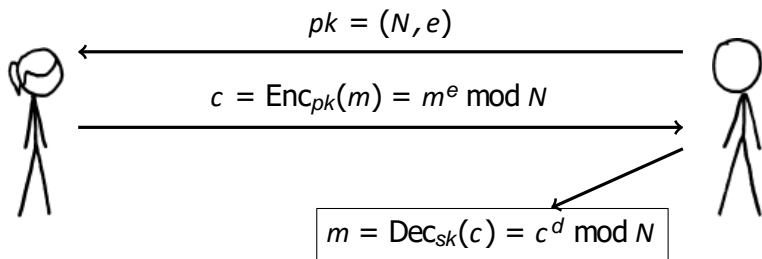 pk = (N, e)
c = Enc_pk(m) = m^e mod N
m = Dec_sk(c) = c^d mod N